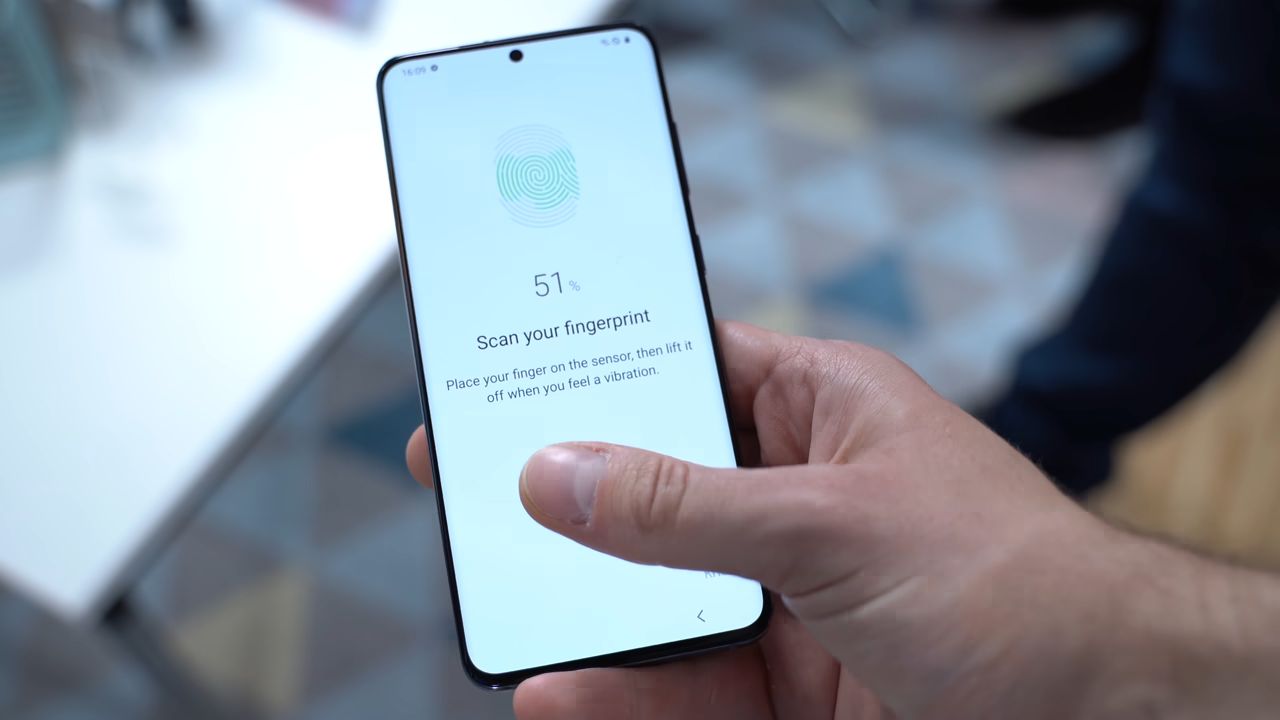 16:09
51 %
Scan your fingerprint
Place your finger on the sensor, then lift it
off when you feel a vibration.